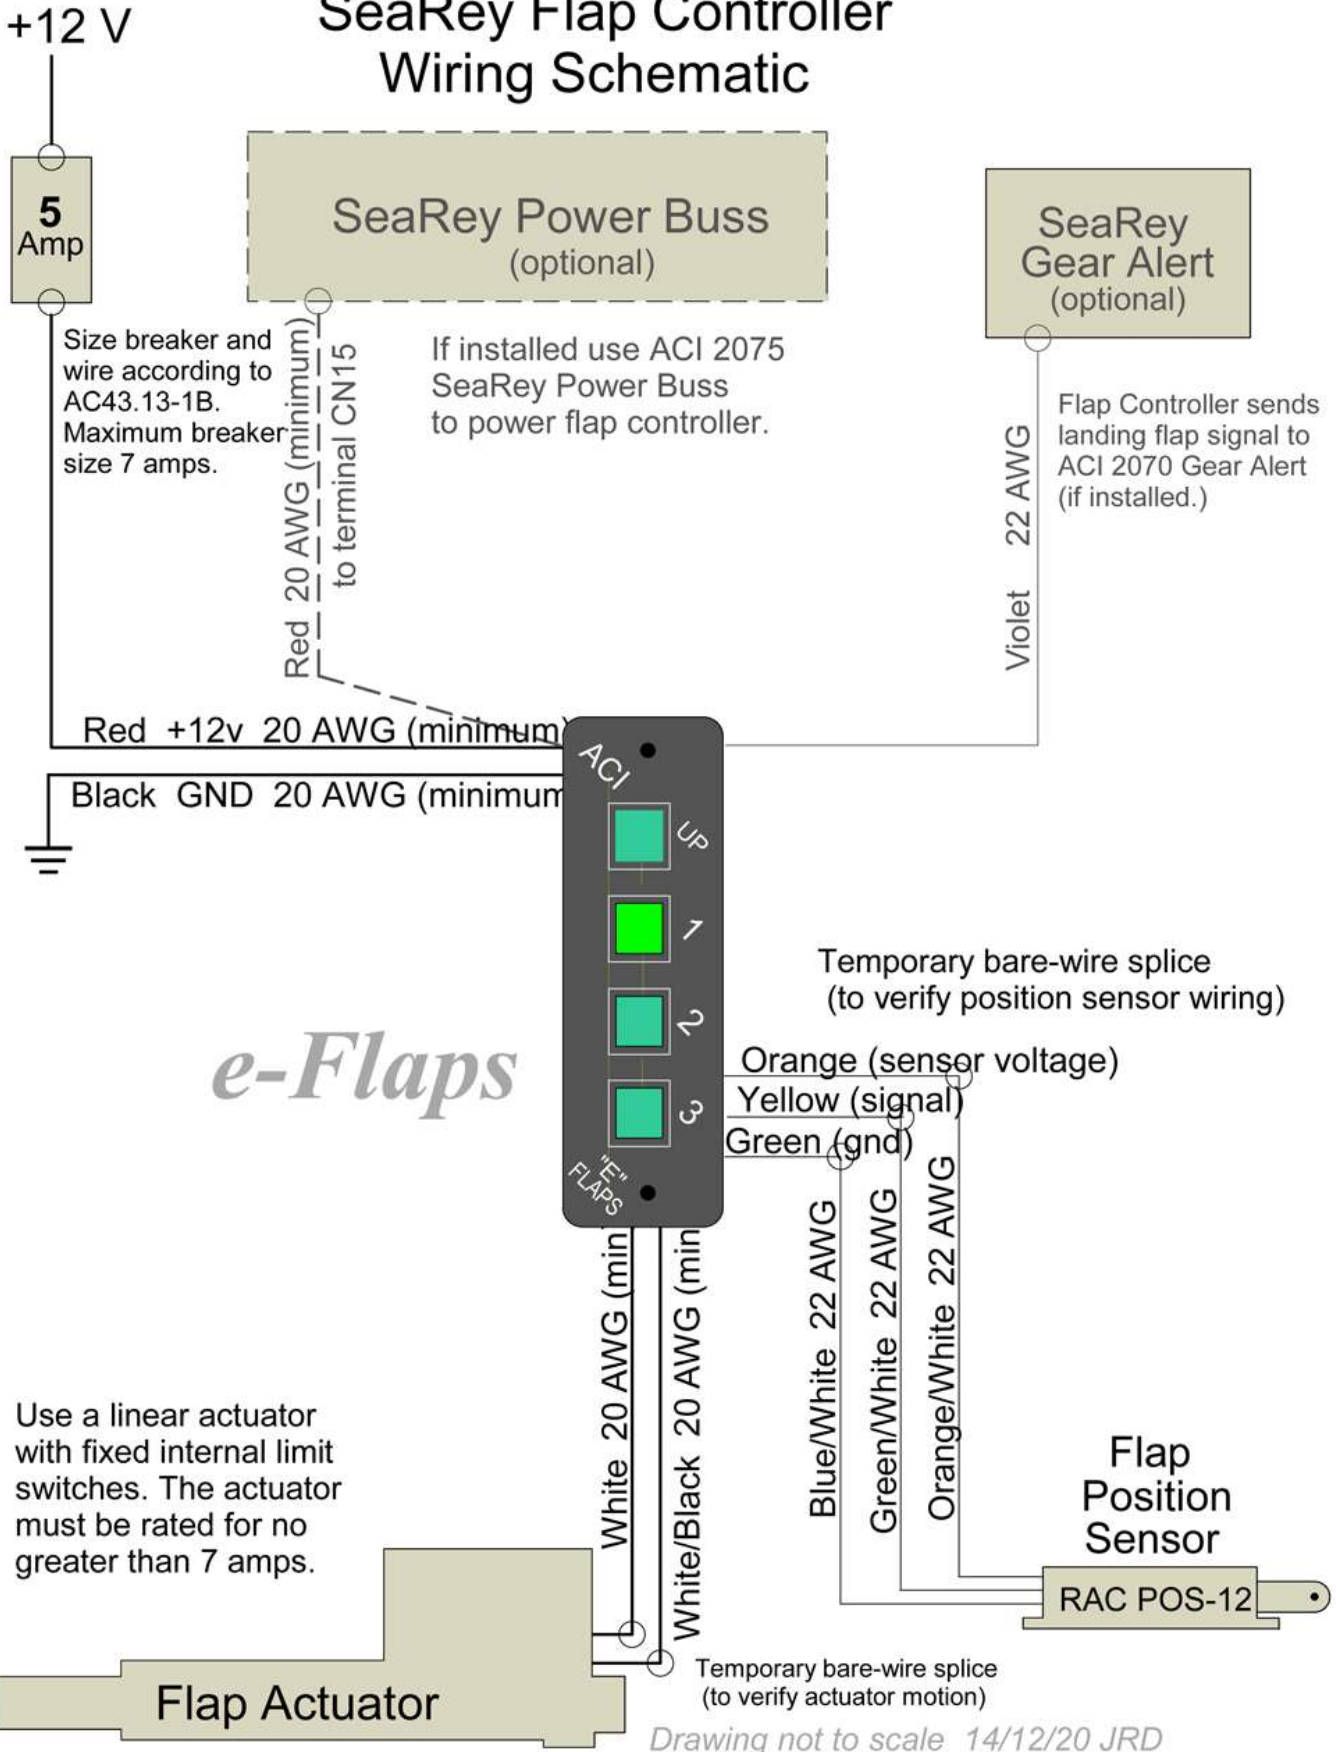 +12 V
SeaRey Flap Controller
Wiring Schematic
5
Amp
SeaRey Power Buss
(optional)
SeaRey
Gear Alert
(optional)
Size breaker and
wire according to
AC43.13-1B.
Maximum breaker
size 7 amps.
Red 20 AWG (minimum)
to terminal CN15
If installed use ACI 2075
SeaRey Power Buss
to power flap controller.
Violet 22 AWG
Flap Controller sends
landing flap signal to
ACI 2070 Gear Alert
(if installed.)
Red +12v 20 AWG (minimum)
Black GND 20 AWG (minimum
ACI
UP
1
2
3
"E"
FLAPS
e-Flaps
Temporary bare-wire splice
(to verify position sensor wiring)
Orange (sensor voltage)
Yellow (signal)
Green (gnd)
Blue/White 22 AWG
Green/White 22 AWG
Orange/White 22 AWG
White 20 AWG (min
White/Black 20 AWG (min
Use a linear actuator
with fixed internal limit
switches. The actuator
must be rated for no
greater than 7 amps.
Flap
Position
Sensor
RAC POS-12
Flap Actuator
Temporary bare-wire splice
(to verify actuator motion)
Drawing not to scale 14/12/20 JRD